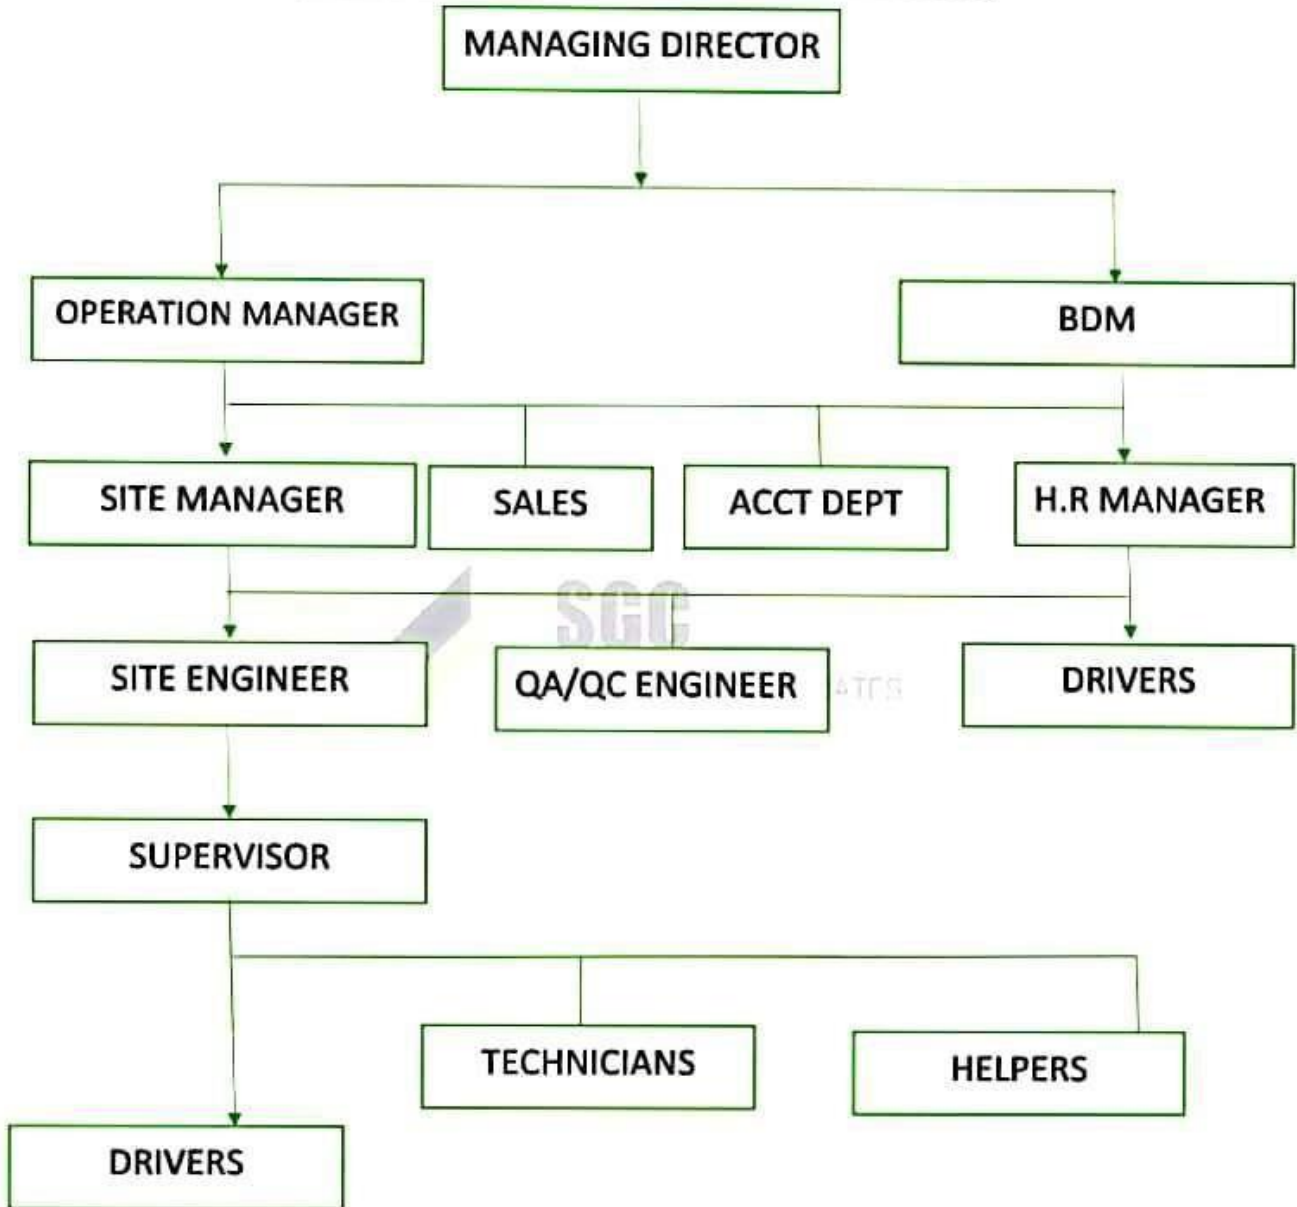 MANAGING DIRECTOR
OPERATION MANAGER
BDM
SITE MANAGER
SALES
ACCT DEPT
H.R MANAGER
SGC
SITE ENGINEER
QA/QC ENGINEER
DRIVERS
SUPERVISOR
TECHNICIANS
HELPERS
DRIVERS